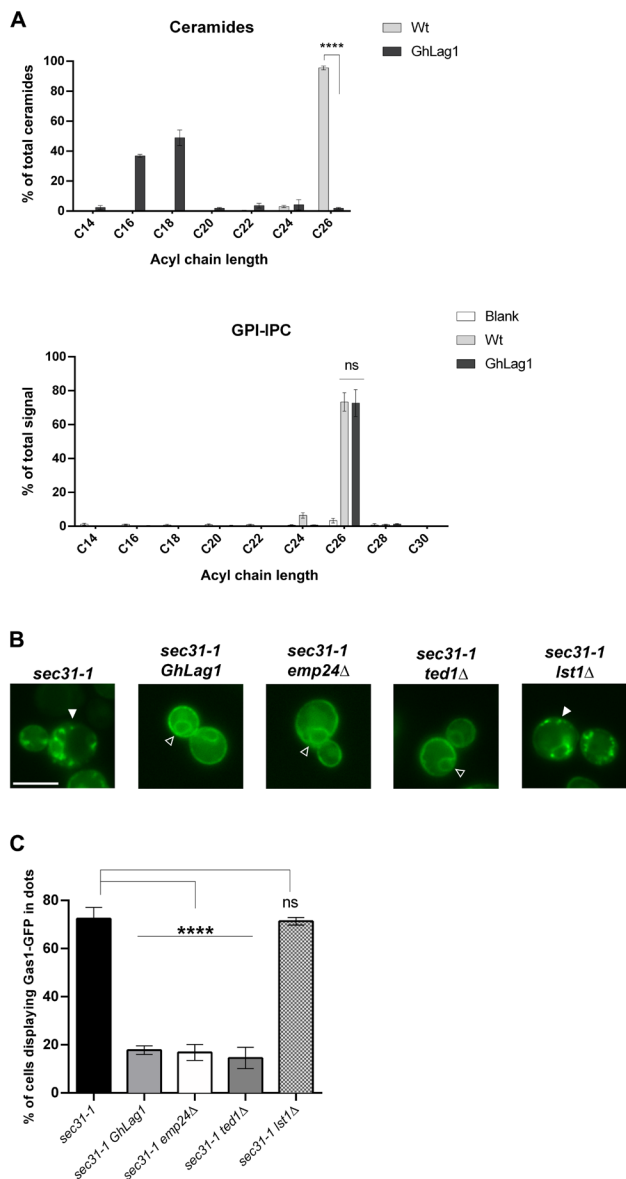 A
Ceramides
Wt
GhLag1
****
% of total ceramides
100
80
60
40
20
0
C14
C16
C18
C20
C22
C24
C26
Acyl chain length
GPI-IPC
Blank
Wt
GhLag1
ns
% of total signal
100
80
60
40
20
0
C14
C16
C18
C20
C22
C24
C26
C28
C30
Acyl chain length
B
sec31-1
sec31-1
GhLag1
sec31-1
emp24Δ
sec31-1
ted1Δ
sec31-1
lst1Δ
C
% of cells displaying Gas1-GFP in dots
80
60
40
20
0
****
ns
sec31-1
sec31-1 GhLag1
sec31-1 emp24Δ
sec31-1 ted1Δ
sec31-1 lst1Δ